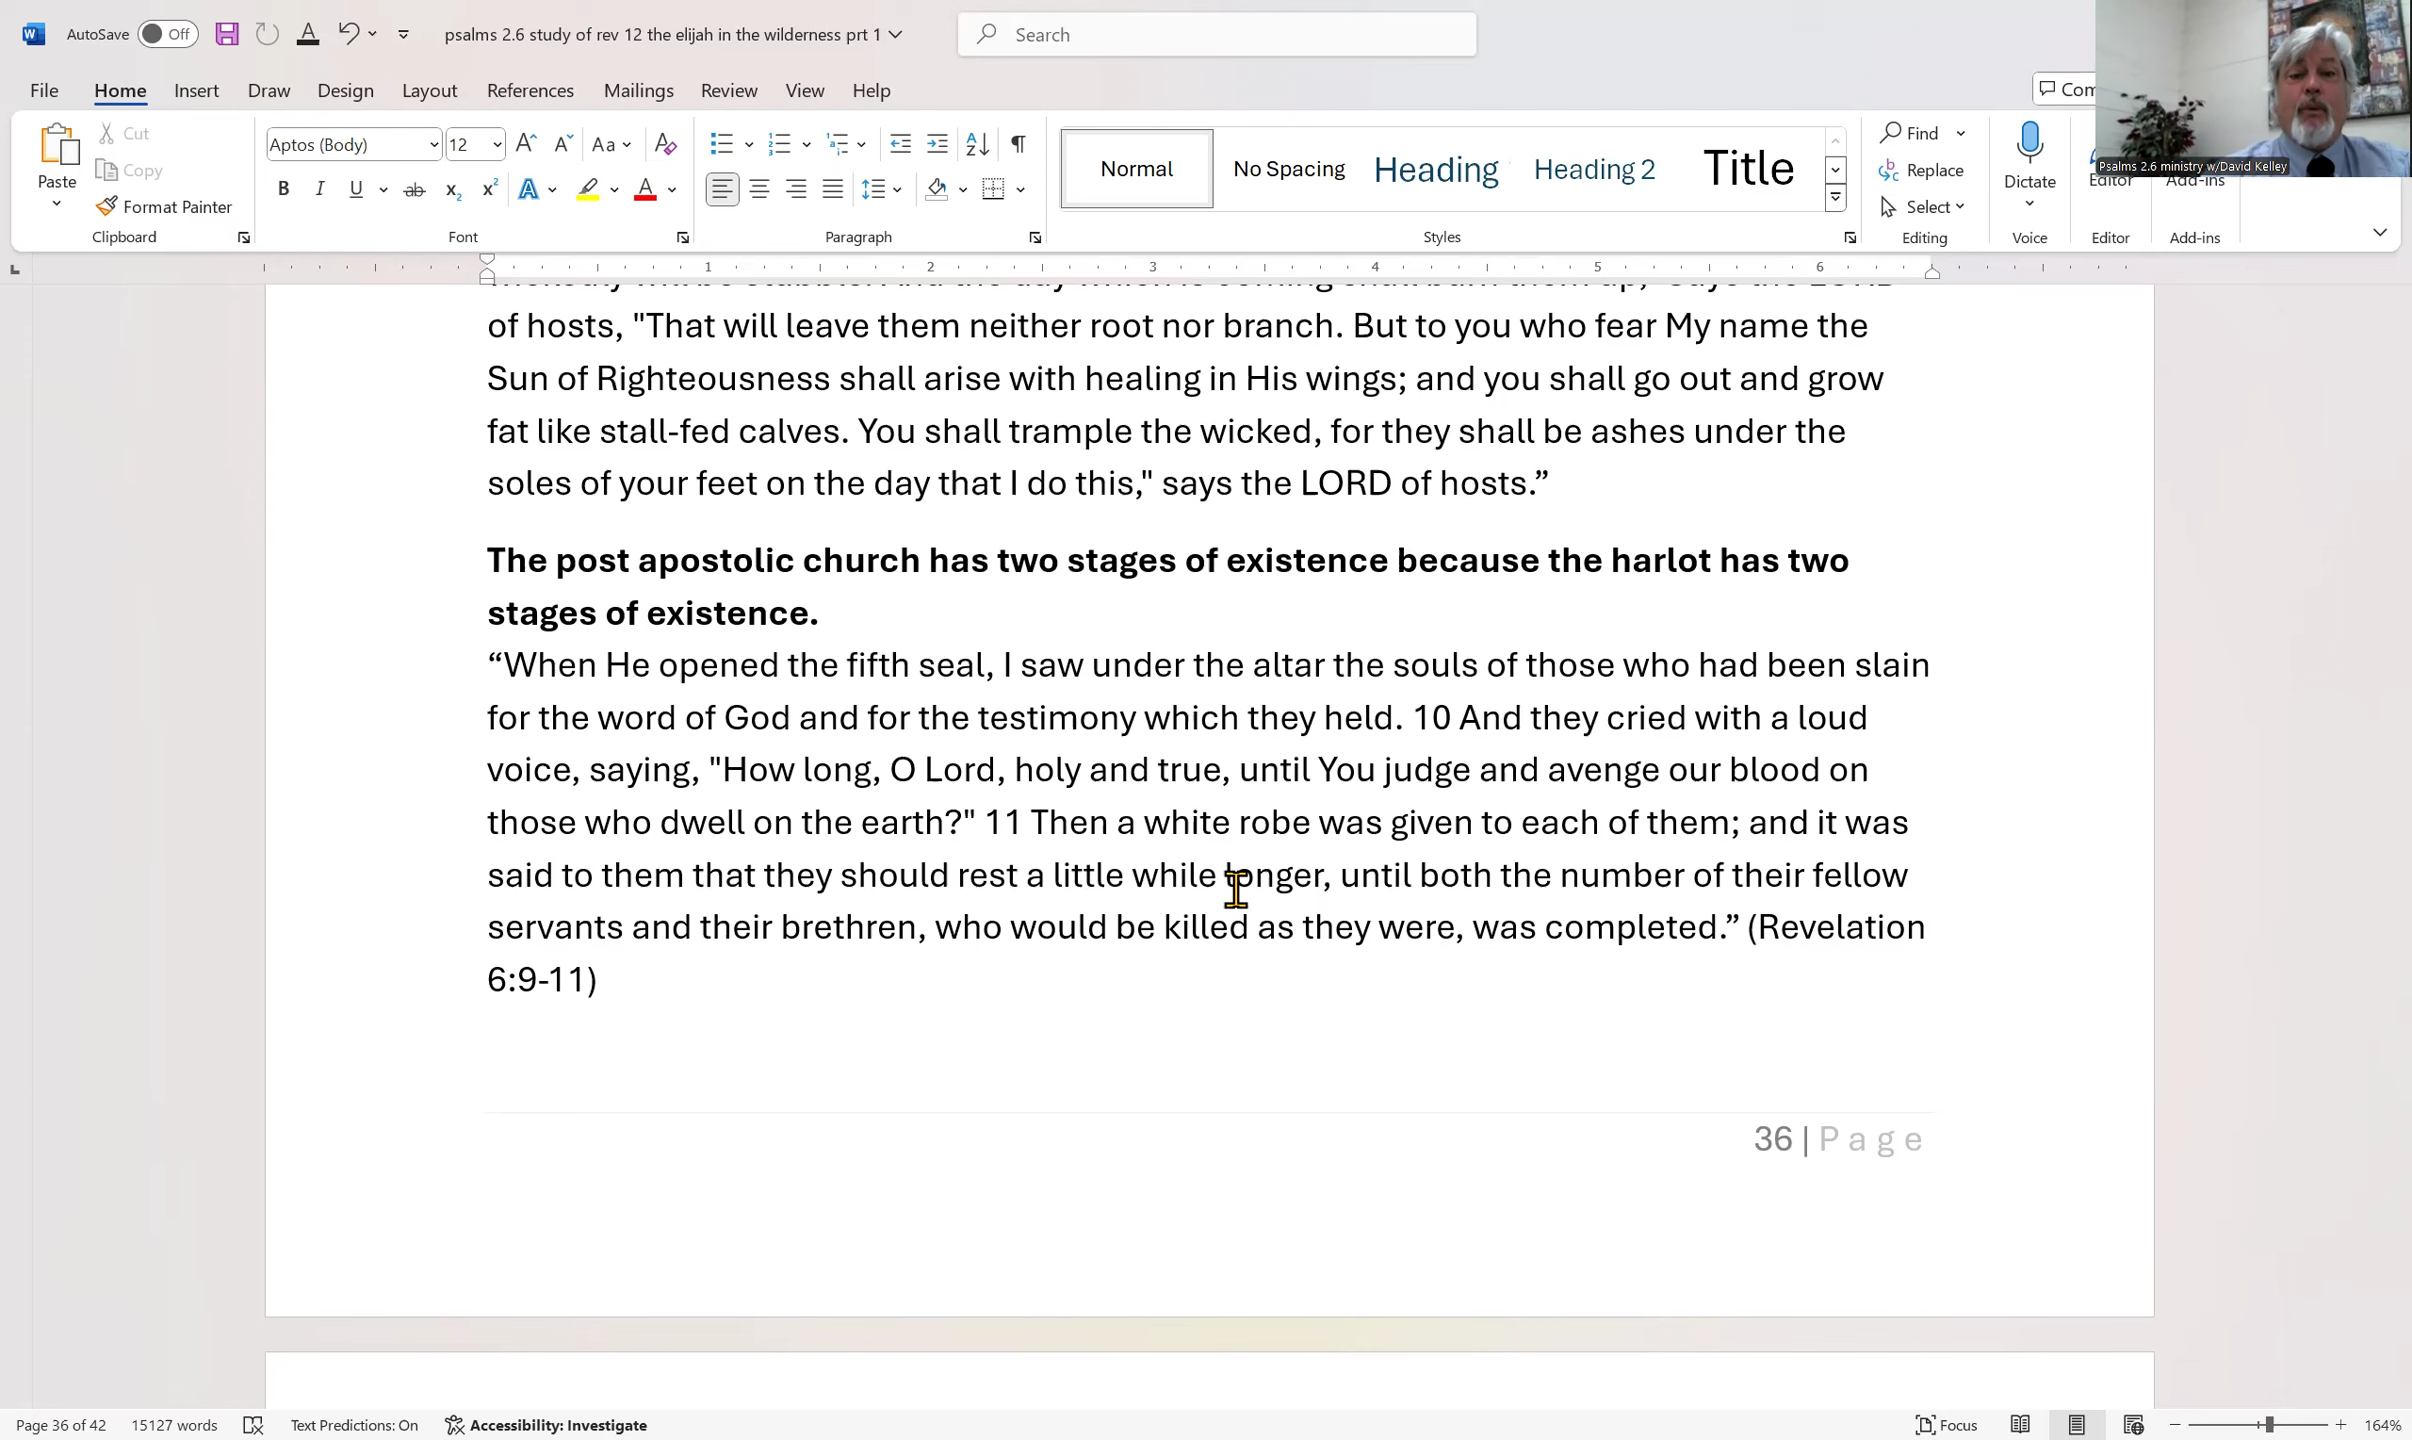 AutoSave Off psalms 2.6 study of rev 12 the elijah in the wilderness prt 1 Search
File Home Insert Draw Design Layout References Mailings Review View Help Com
Paste Cut Copy Format Painter Clipboard
Aptos (Body) 12 Font
Paragraph
Normal No Spacing Heading Heading 2 Title Styles
Find Replace Select Editing
Dictate Voice
Editor Editor
Add-ins Add-ins
Psalms 2.6 ministry w/David Kelley
1 2 3 4 5 6
of hosts, "That will leave them neither root nor branch. But to you who fear My name the
Sun of Righteousness shall arise with healing in His wings; and you shall go out and grow
fat like stall-fed calves. You shall trample the wicked, for they shall be ashes under the
soles of your feet on the day that I do this," says the LORD of hosts.”
The post apostolic church has two stages of existence because the harlot has two
stages of existence.
“When He opened the fifth seal, I saw under the altar the souls of those who had been slain
for the word of God and for the testimony which they held. 10 And they cried with a loud
voice, saying, "How long, O Lord, holy and true, until You judge and avenge our blood on
those who dwell on the earth?" 11 Then a white robe was given to each of them; and it was
said to them that they should rest a little while longer, until both the number of their fellow
servants and their brethren, who would be killed as they were, was completed.” (Revelation
6:9-11)
36 | Page
Page 36 of 42 15127 words Text Predictions: On Accessibility: Investigate Focus 164%